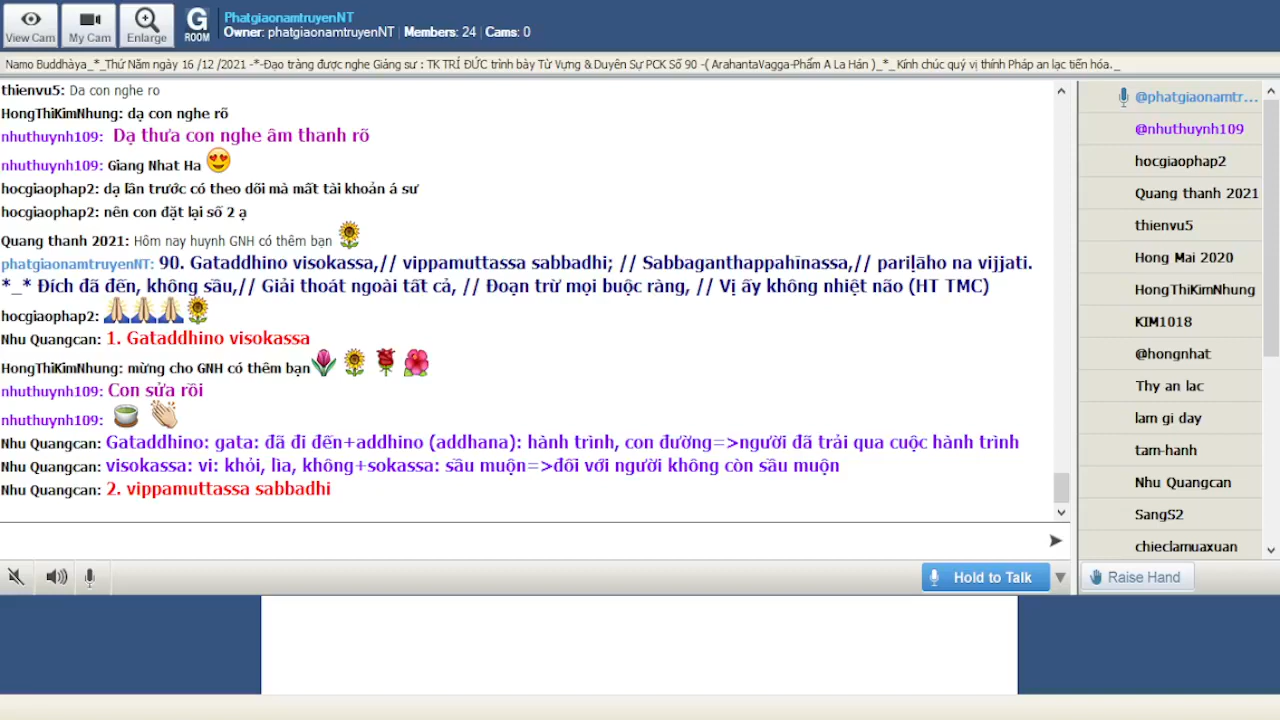 View Cam
My Cam
Enlarge
G
ROOM
PhatgiaonamtruyenNT
Owner: phatgiaonamtruyenNT | Members: 24 | Cams: 0
Namo Buddhàya_*_Thứ Năm ngày 16 /12 /2021 -*-Đạo tràng được nghe Giảng sư : TK TRÍ ĐỨC trình bày Từ Vựng & Duyên Sự PCK Số 90 -( ArahantaVagga-Phẩm A La Hán )_*_Kính chúc quý vị thính Pháp an lạc tiến hóa._
thienvu5: Da con nghe ro
HongThiKimNhung: dạ con nghe rõ
nhuthuynh109: Dạ thưa con nghe âm thanh rõ
nhuthuynh109: Giang Nhat Ha
hocgiaophap2: dạ lần trước có theo dõi mà mất tài khoản á sư
hocgiaophap2: nên con đặt lại số 2 ạ
Quang thanh 2021: Hôm nay huynh GNH có thêm bạn
phatgiaonamtruyenNT: 90. Gataddhino visokassa,// vippamuttassa sabbadhi; // Sabbaganthappahīnassa,// pariḷāho na vijjati.
*_* Đích đã đến, không sầu,// Giải thoát ngoài tất cả, // Đoạn trừ mọi buộc ràng, // Vị ấy không nhiệt não (HT TMC)
hocgiaophap2:
Nhu Quangcan: 1. Gataddhino visokassa
HongThiKimNhung: mừng cho GNH có thêm bạn
nhuthuynh109: Con sửa rồi
nhuthuynh109:
Nhu Quangcan: Gataddhino: gata: đã đi đến+addhino (addhana): hành trình, con đường=>người đã trải qua cuộc hành trình
Nhu Quangcan: visokassa: vi: khỏi, lìa, không+sokassa: sầu muộn=>đối với người không còn sầu muộn
Nhu Quangcan: 2. vippamuttassa sabbadhi
@phatgiaonamtr...
@nhuthuynh109
hocgiaophap2
Quang thanh 2021
thienvu5
Hong Mai 2020
HongThiKimNhung
KIM1018
@hongnhat
Thy an lac
lam gi day
tam-hanh
Nhu Quangcan
SangS2
chieclamuaxuan
Hold to Talk
Raise Hand